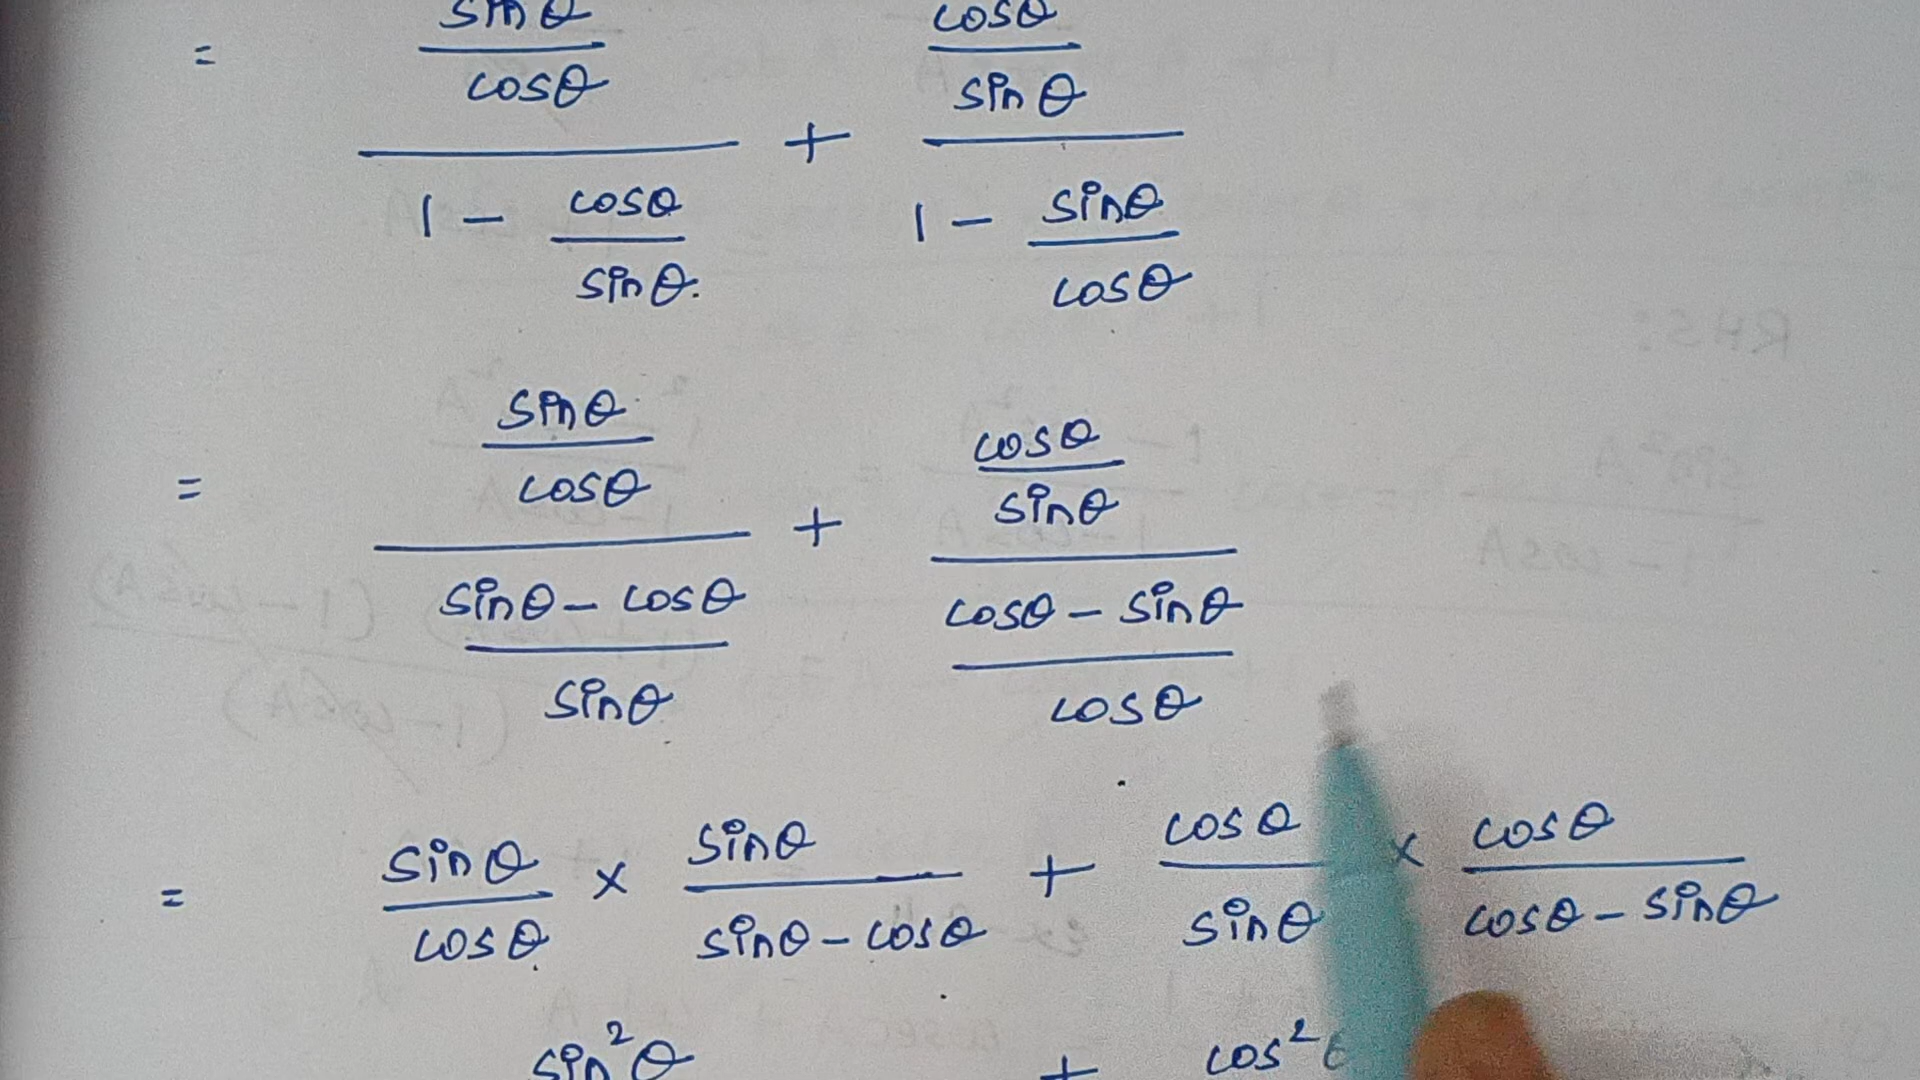 = sinθ/cosθ / 1 - cosθ/sinθ. + cosθ/sinθ / 1 - sinθ/cosθ
= sinθ/cosθ / sinθ - cosθ/sinθ + cosθ/sinθ / cosθ - sinθ/cosθ
= sinθ/cosθ × sinθ/sinθ - cosθ + cosθ/sinθ × cosθ/cosθ - sinθ
sin²θ + cos²θ